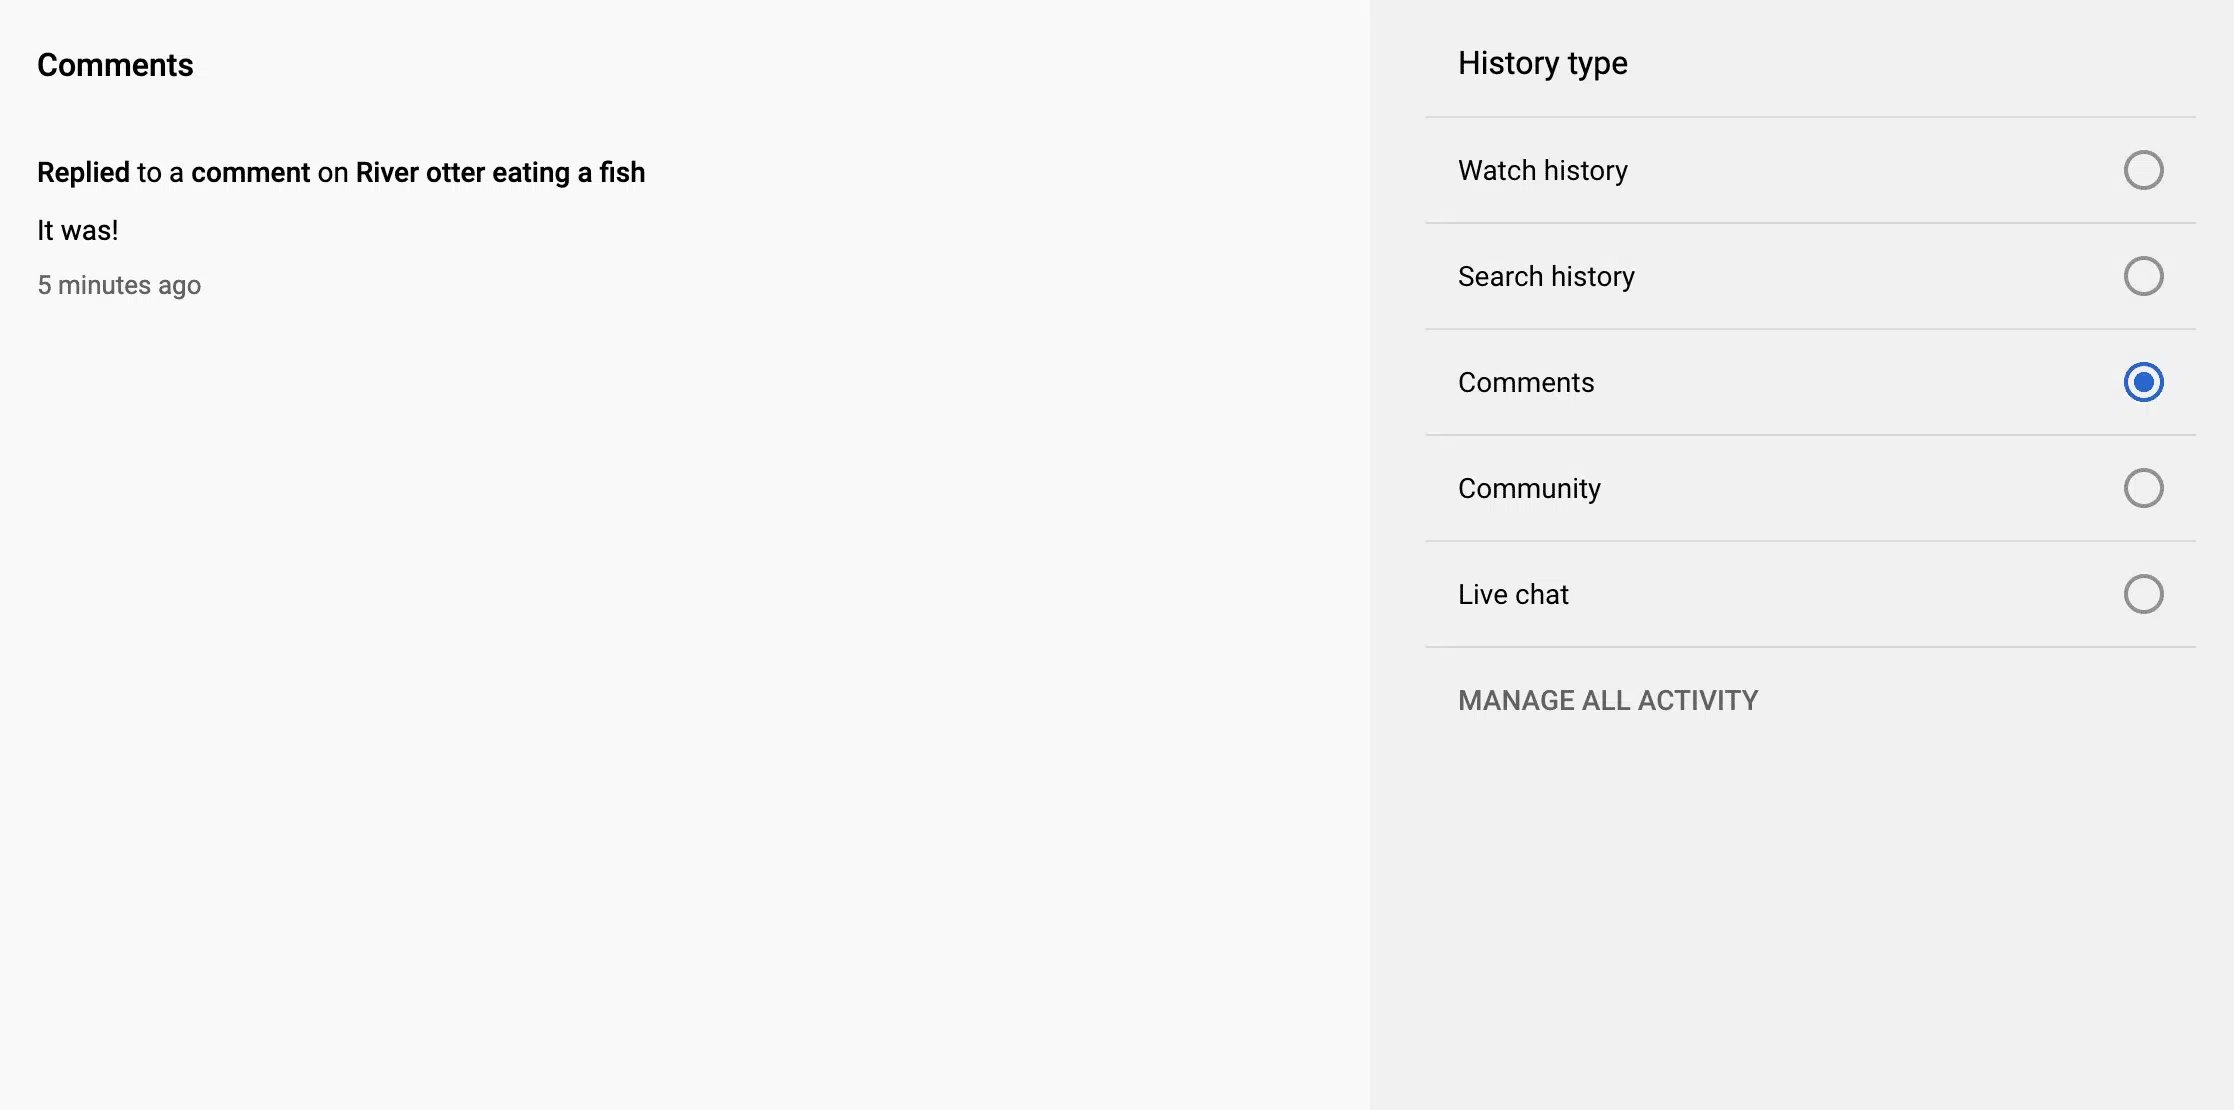 Comments
Replied to a comment on River otter eating a fish
It was!
5 minutes ago
History type
Watch history
Search history
Comments
Community
Live chat
MANAGE ALL ACTIVITY